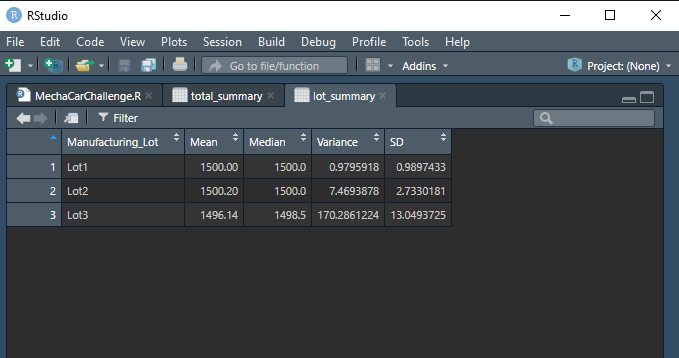 RStudio
File Edit Code View Plots Session Build Debug Profile Tools Help
Go to file/function Addins Project: (None)
MechaCarChallenge.R total_summary lot_summary
Filter
Manufacturing_Lot Mean Median Variance SD
1 Lot1 1500.00 1500.0 0.9795918 0.9897433
2 Lot2 1500.20 1500.0 7.4693878 2.7330181
3 Lot3 1496.14 1498.5 170.2861224 13.0493725